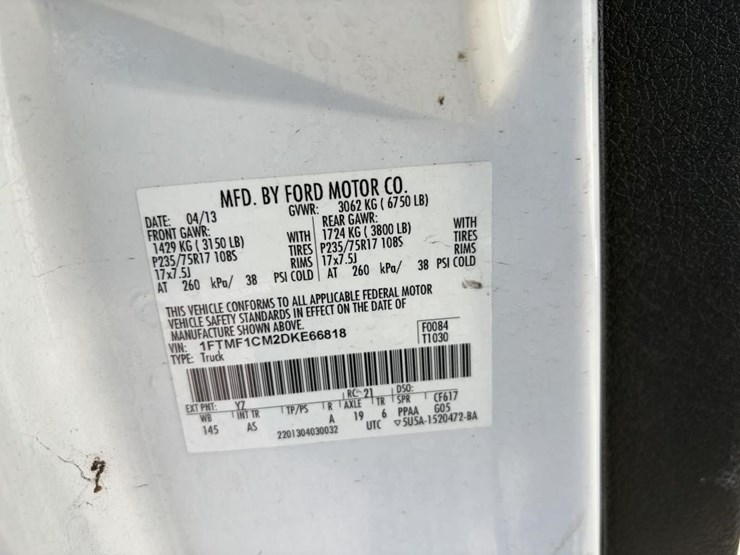 MFD. BY FORD MOTOR CO.
DATE: 04/13 GVWR: 3062 KG ( 6750 LB)
FRONT GAWR: REAR GAWR:
1429 KG ( 3150 LB) WITH 1724 KG ( 3800 LB) WITH
P235/75R17 108S TIRES P235/75R17 108S TIRES
17x7.5J RIMS 17x7.5J RIMS
AT 260 kPa/ 38 PSI COLD AT 260 kPa/ 38 PSI COLD
THIS VEHICLE CONFORMS TO ALL APPLICABLE FEDERAL MOTOR
VEHICLE SAFETY STANDARDS IN EFFECT ON THE DATE OF
MANUFACTURE SHOWN ABOVE.
VIN: 1FTMF1CM2DKE66818 F0084
TYPE: Truck T1030
EXT PNT: YZ RC: 21 DSO:
WB INT TR TP/PS R AXLE TR SPR CF617
145 AS A 19 6 PPAA G05
2201304030032 UTC ▽5U5A-1520472-BA